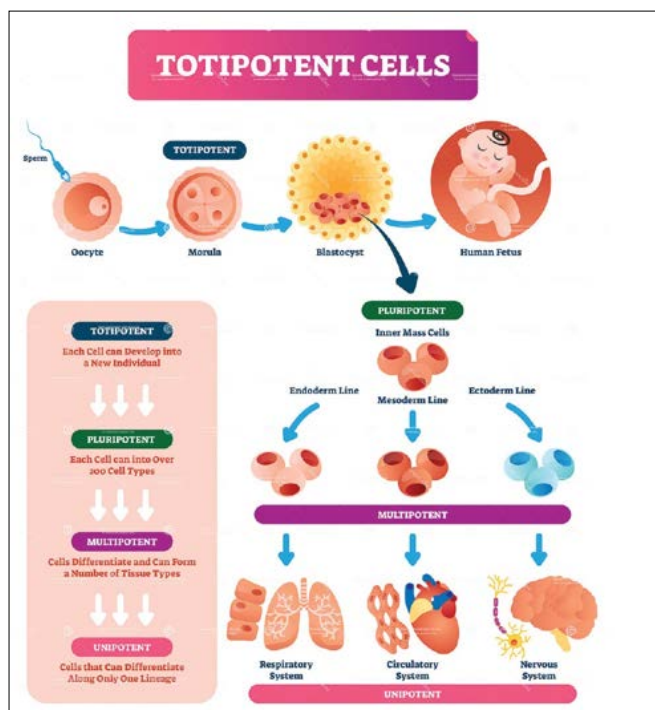 TOTIPOTENT CELLS
Sperm
TOTIPOTENT
Oocyte
Morula
Blastocyst
Human Fetus
TOTIPOTENT
Each Cell can Develop into
a New Individual
PLURIPOTENT
Each Cell can into Over
200 Cell Types
MULTIPOTENT
Cells Differentiate and Can Form
a Number of Tissue Types
UNIPOTENT
Cells that Can Differentiate
Along Only One Lineage
PLURIPOTENT
Inner Mass Cells
Endoderm Line
Mesoderm Line
Ectoderm Line
MULTIPOTENT
Respiratory
System
Circulatory
System
Nervous
System
UNIPOTENT